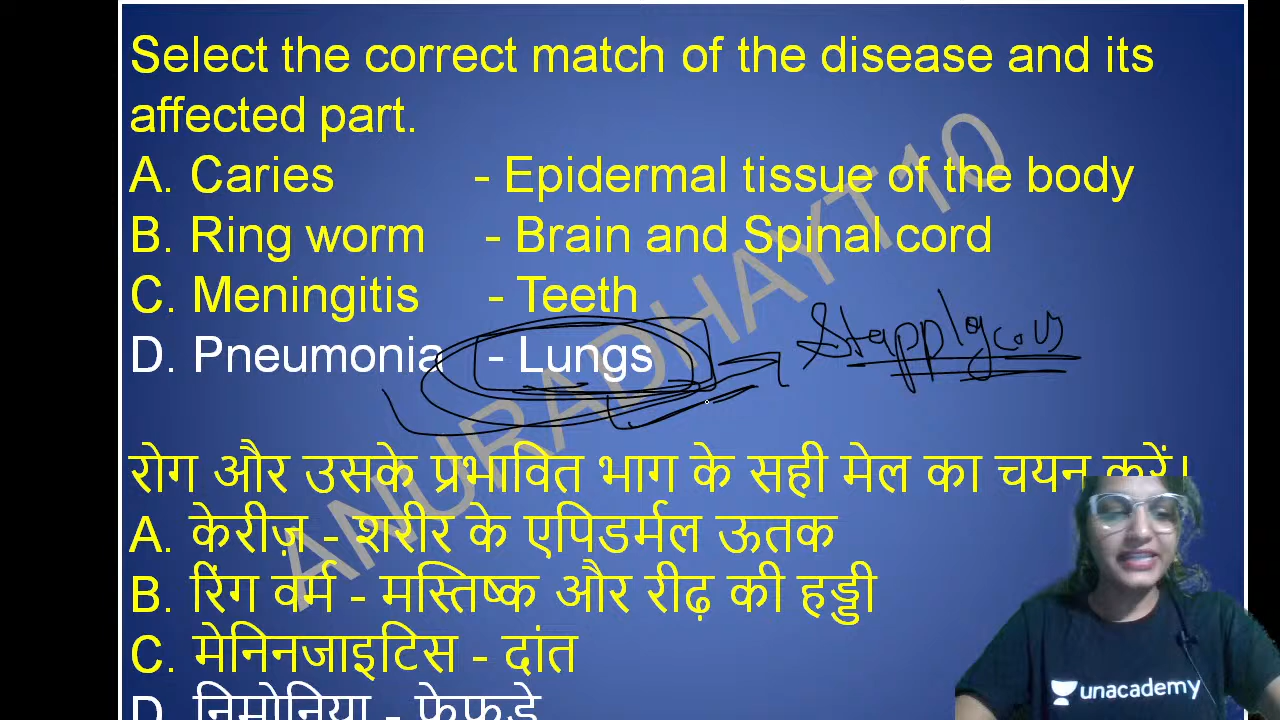 Select the correct match of the disease and its
affected part.
A. Caries - Epidermal tissue of the body
B. Ring worm - Brain and Spinal cord
C. Meningitis - Teeth
D. Pneumonia - Lungs
रोग और उसके प्रभावित भाग के सही मेल का चयन करें।
A. केरीज़ - शरीर के एपिडर्मल ऊतक
B. रिंग वर्म - मस्तिष्क और रीढ़ की हड्डी
C. मेनिनजाइटिस - दांत
D. निमोनिया - फेफड़े
ANURADHAYT10
unacademy